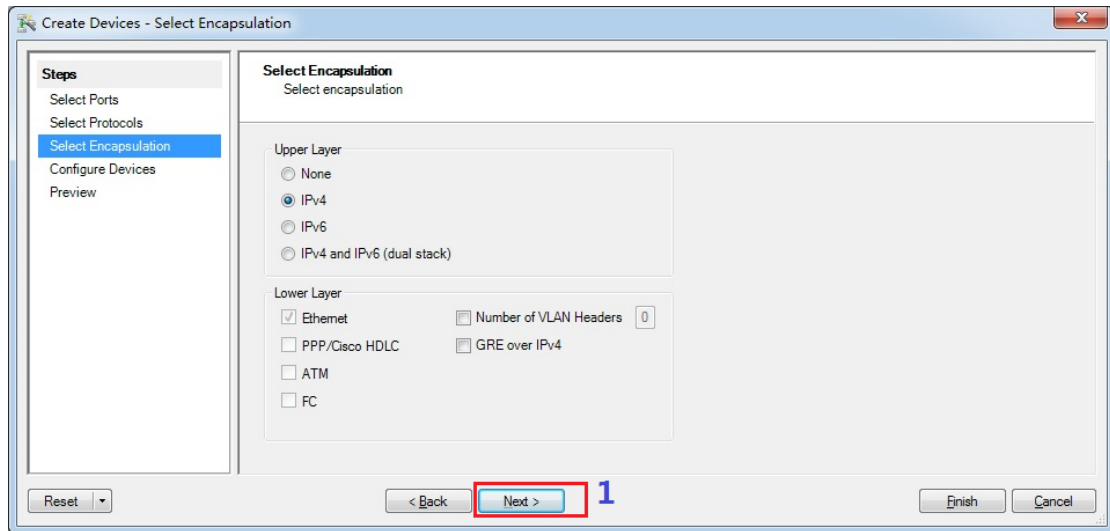 Create Devices - Select Encapsulation
x
Steps
Select Ports
Select Protocols
Select Encapsulation
Configure Devices
Preview
Select Encapsulation
Select encapsulation
Upper Layer
None
IPv4
IPv6
IPv4 and IPv6 (dual stack)
Lower Layer
Ethernet
Number of VLAN Headers 0
PPP/Cisco HDLC
GRE over IPv4
ATM
FC
Reset
< Back
Next >
1
Finish
Cancel